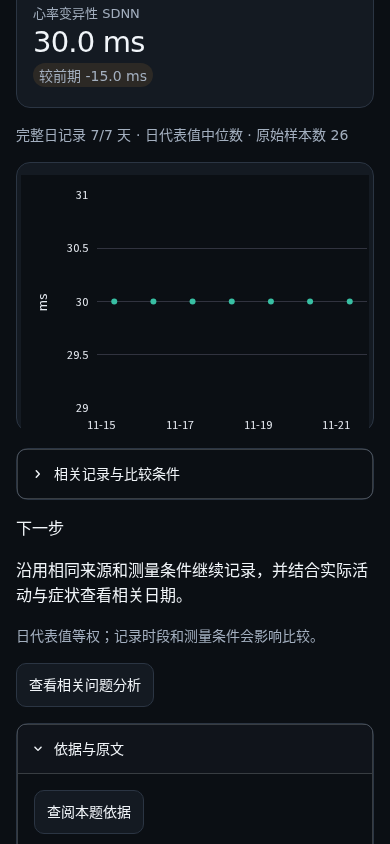 心率变异性 SDNN
30.0 ms
较前期 -15.0 ms
完整日记录 7/7 天 · 日代表值中位数 · 原始样本数 26
31
30.5
30
29.5
29
ms
11-15 11-17 11-19 11-21
相关记录与比较条件
下一步
沿用相同来源和测量条件继续记录，并结合实际活
动与症状查看相关日期。
日代表值等权；记录时段和测量条件会影响比较。
查看相关问题分析
依据与原文
查阅本题依据